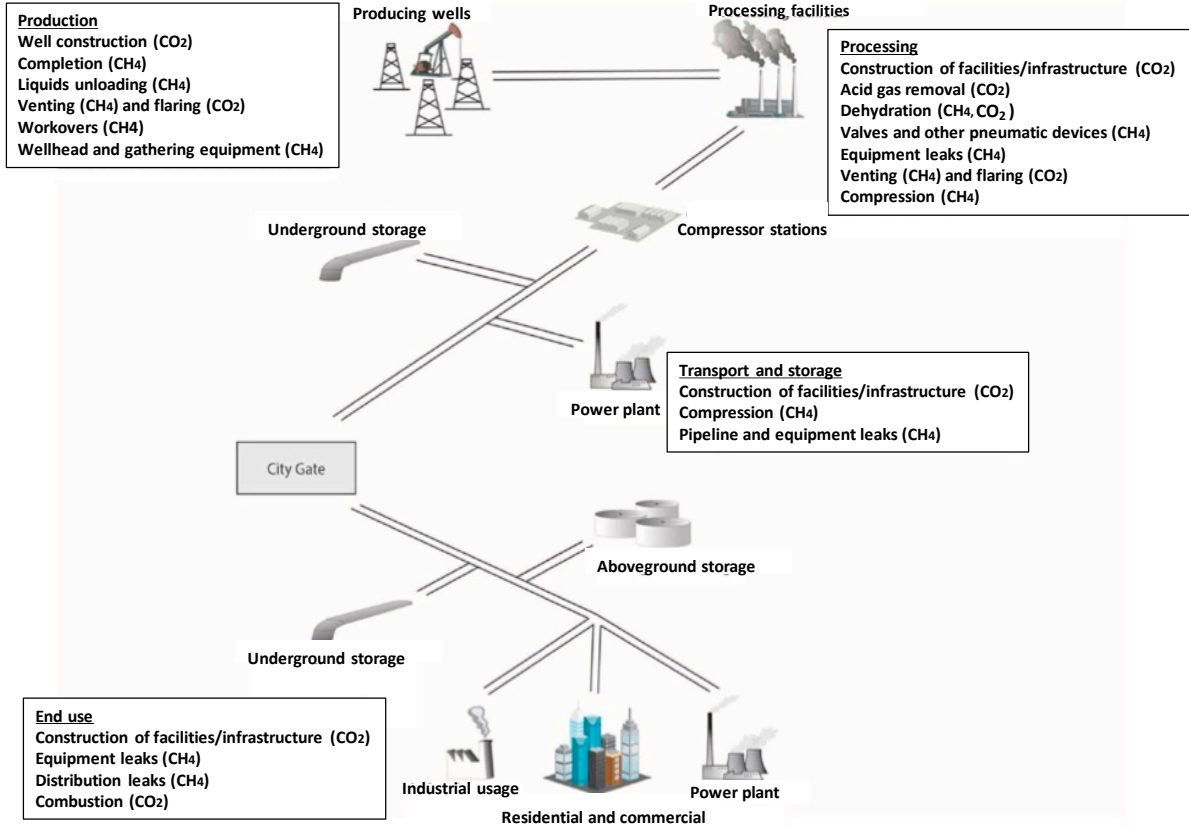 Production
Well construction (CO2)
Completion (CH4)
Liquids unloading (CH4)
Venting (CH4) and flaring (CO2)
Workovers (CH4)
Wellhead and gathering equipment (CH4)
Producing wells
Processing facilities
Processing
Construction of facilities/infrastructure (CO2)
Acid gas removal (CO2)
Dehydration (CH4, CO2)
Valves and other pneumatic devices (CH4)
Equipment leaks (CH4)
Venting (CH4) and flaring (CO2)
Compression (CH4)
Underground storage
Compressor stations
Power plant
Transport and storage
Construction of facilities/infrastructure (CO2)
Compression (CH4)
Pipeline and equipment leaks (CH4)
City Gate
Aboveground storage
Underground storage
End use
Construction of facilities/infrastructure (CO2)
Equipment leaks (CH4)
Distribution leaks (CH4)
Combustion (CO2)
Industrial usage
Residential and commercial
Power plant